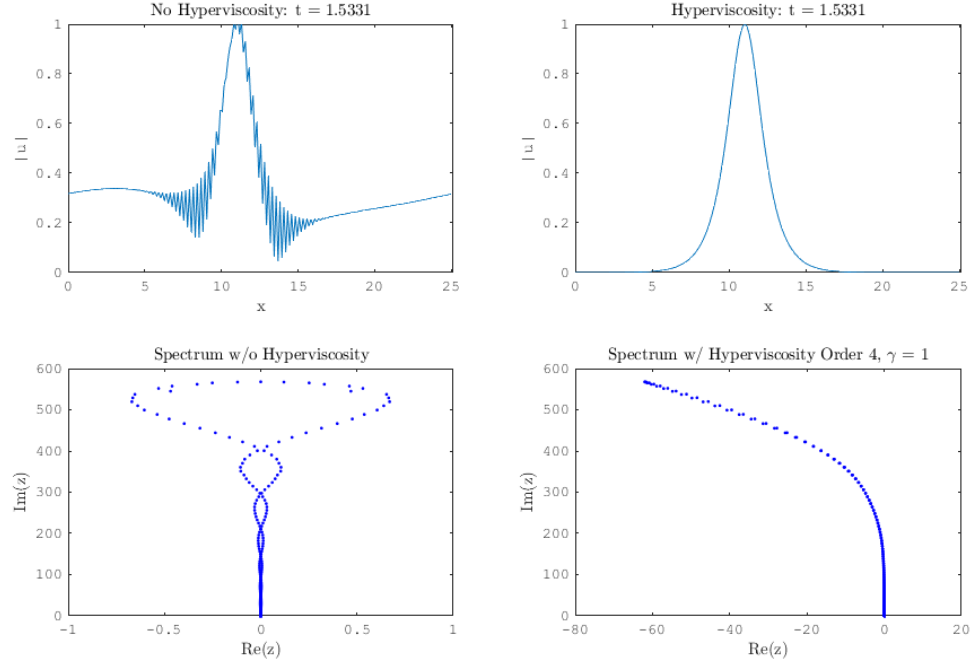 No Hyperviscosity: t = 1.5331
1
0.8
0.6
0.4
0.2
0
| u |
0 5 10 15 20 25
x
Hyperviscosity: t = 1.5331
1
0.8
0.6
0.4
0.2
0
| u |
0 5 10 15 20 25
x
Spectrum w/o Hyperviscosity
600
500
400
300
200
100
0
Im(z)
-1 -0.5 0 0.5 1
Re(z)
Spectrum w/ Hyperviscosity Order 4, γ = 1
600
500
400
300
200
100
0
Im(z)
-80 -60 -40 -20 0 20
Re(z)